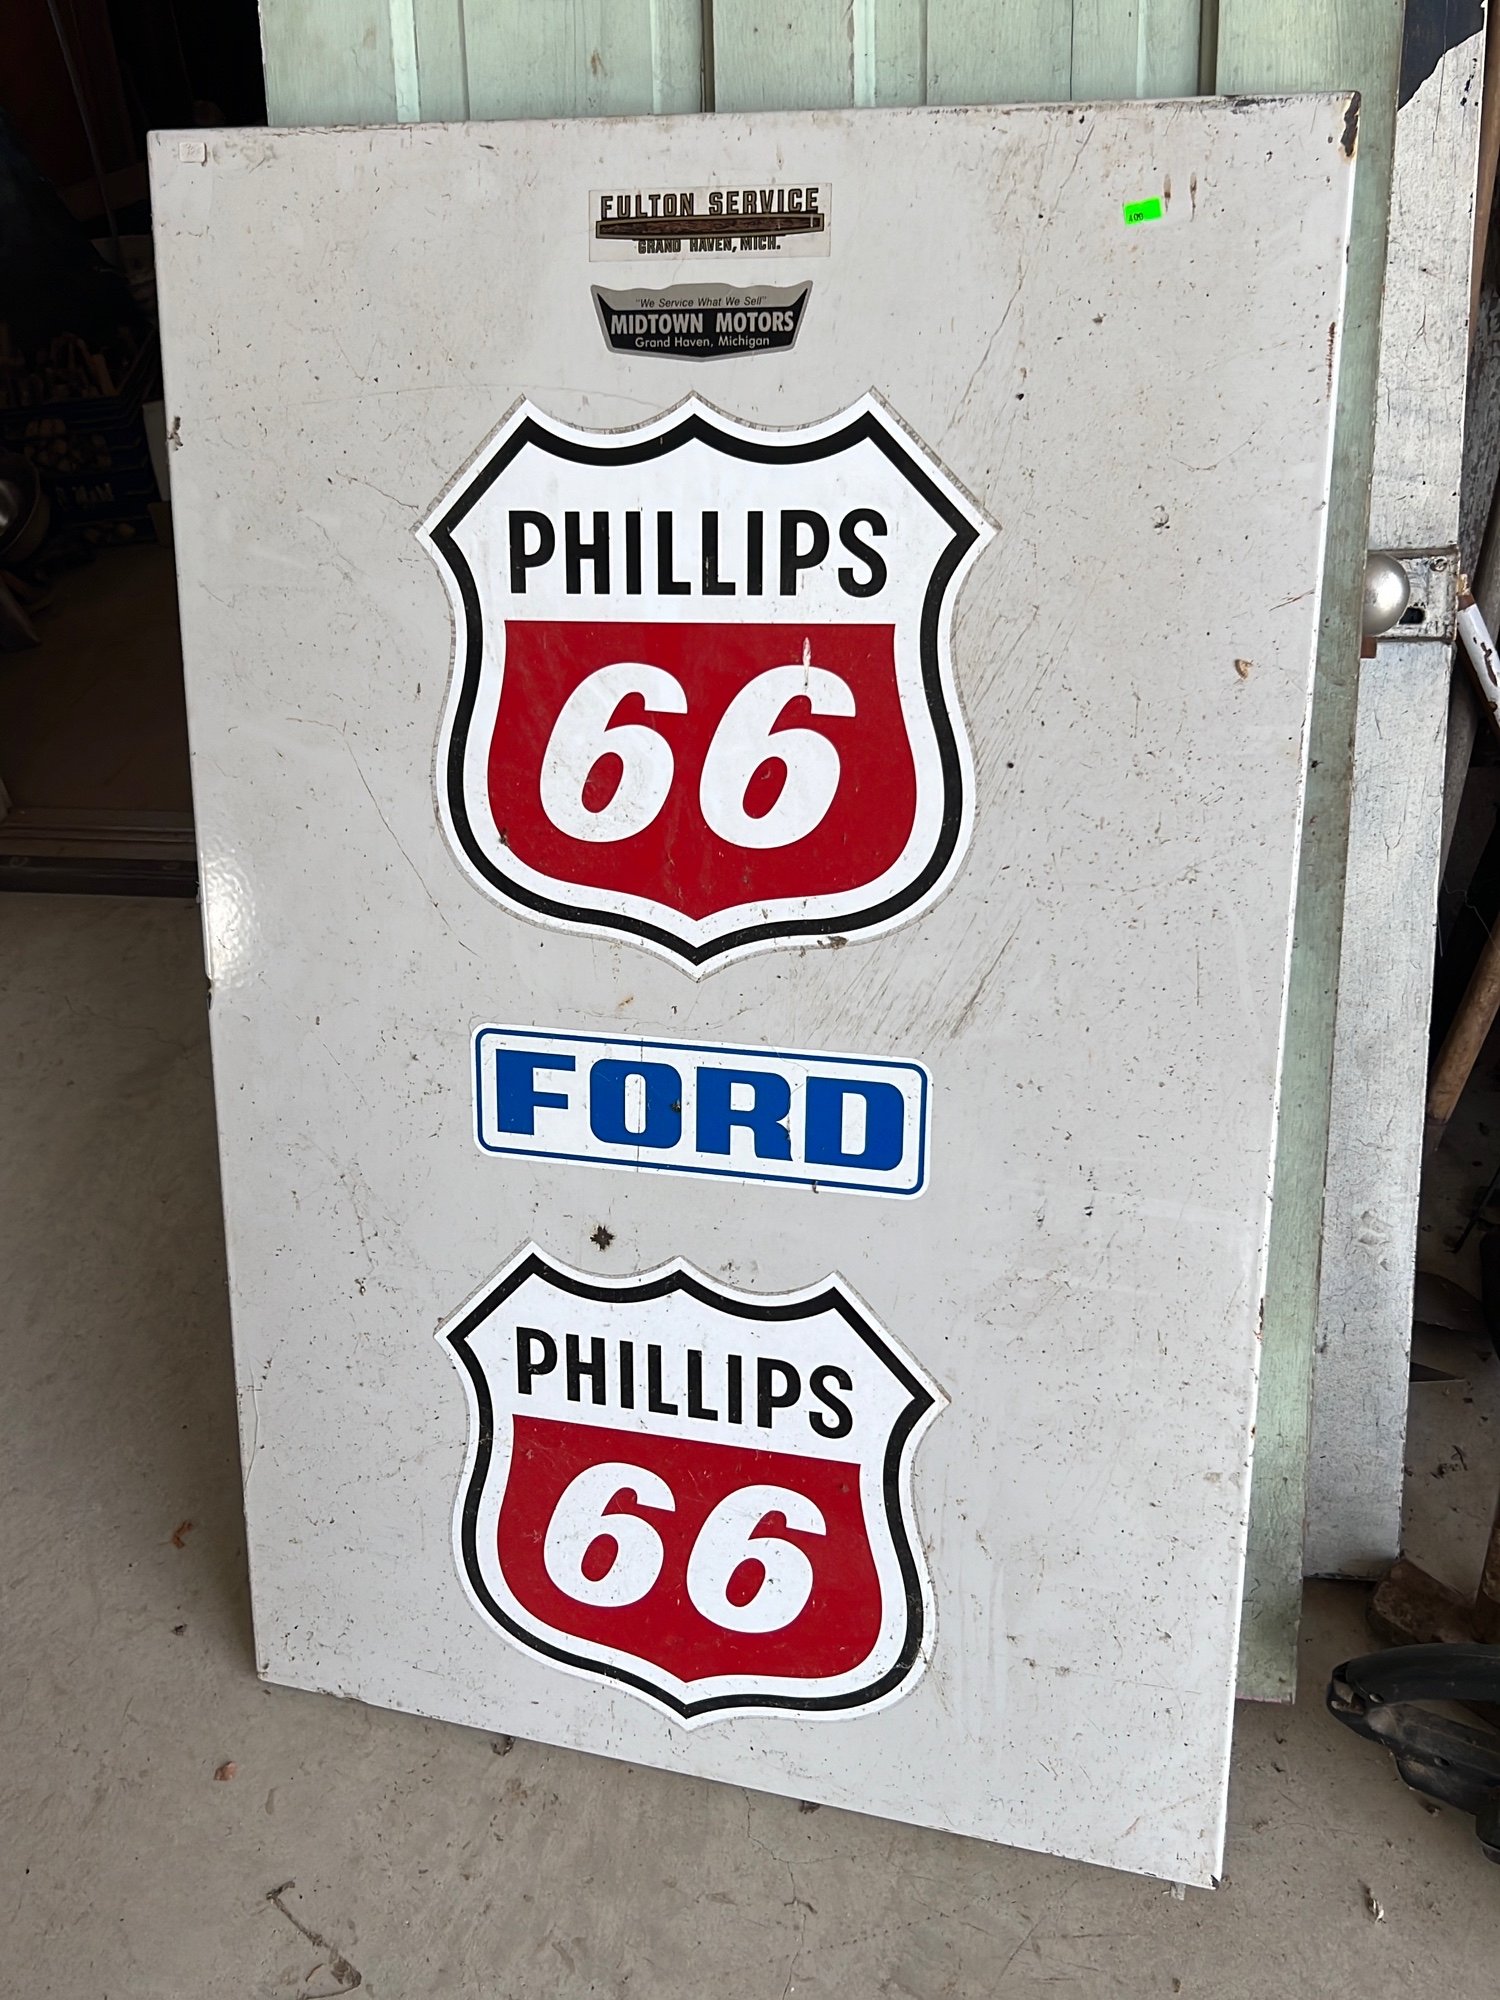 FULTON SERVICE
GRAND HAVEN, MICH.
400
"We Service What We Sell"
MIDTOWN MOTORS
Grand Haven, Michigan
PHILLIPS
66
FORD
PHILLIPS
66